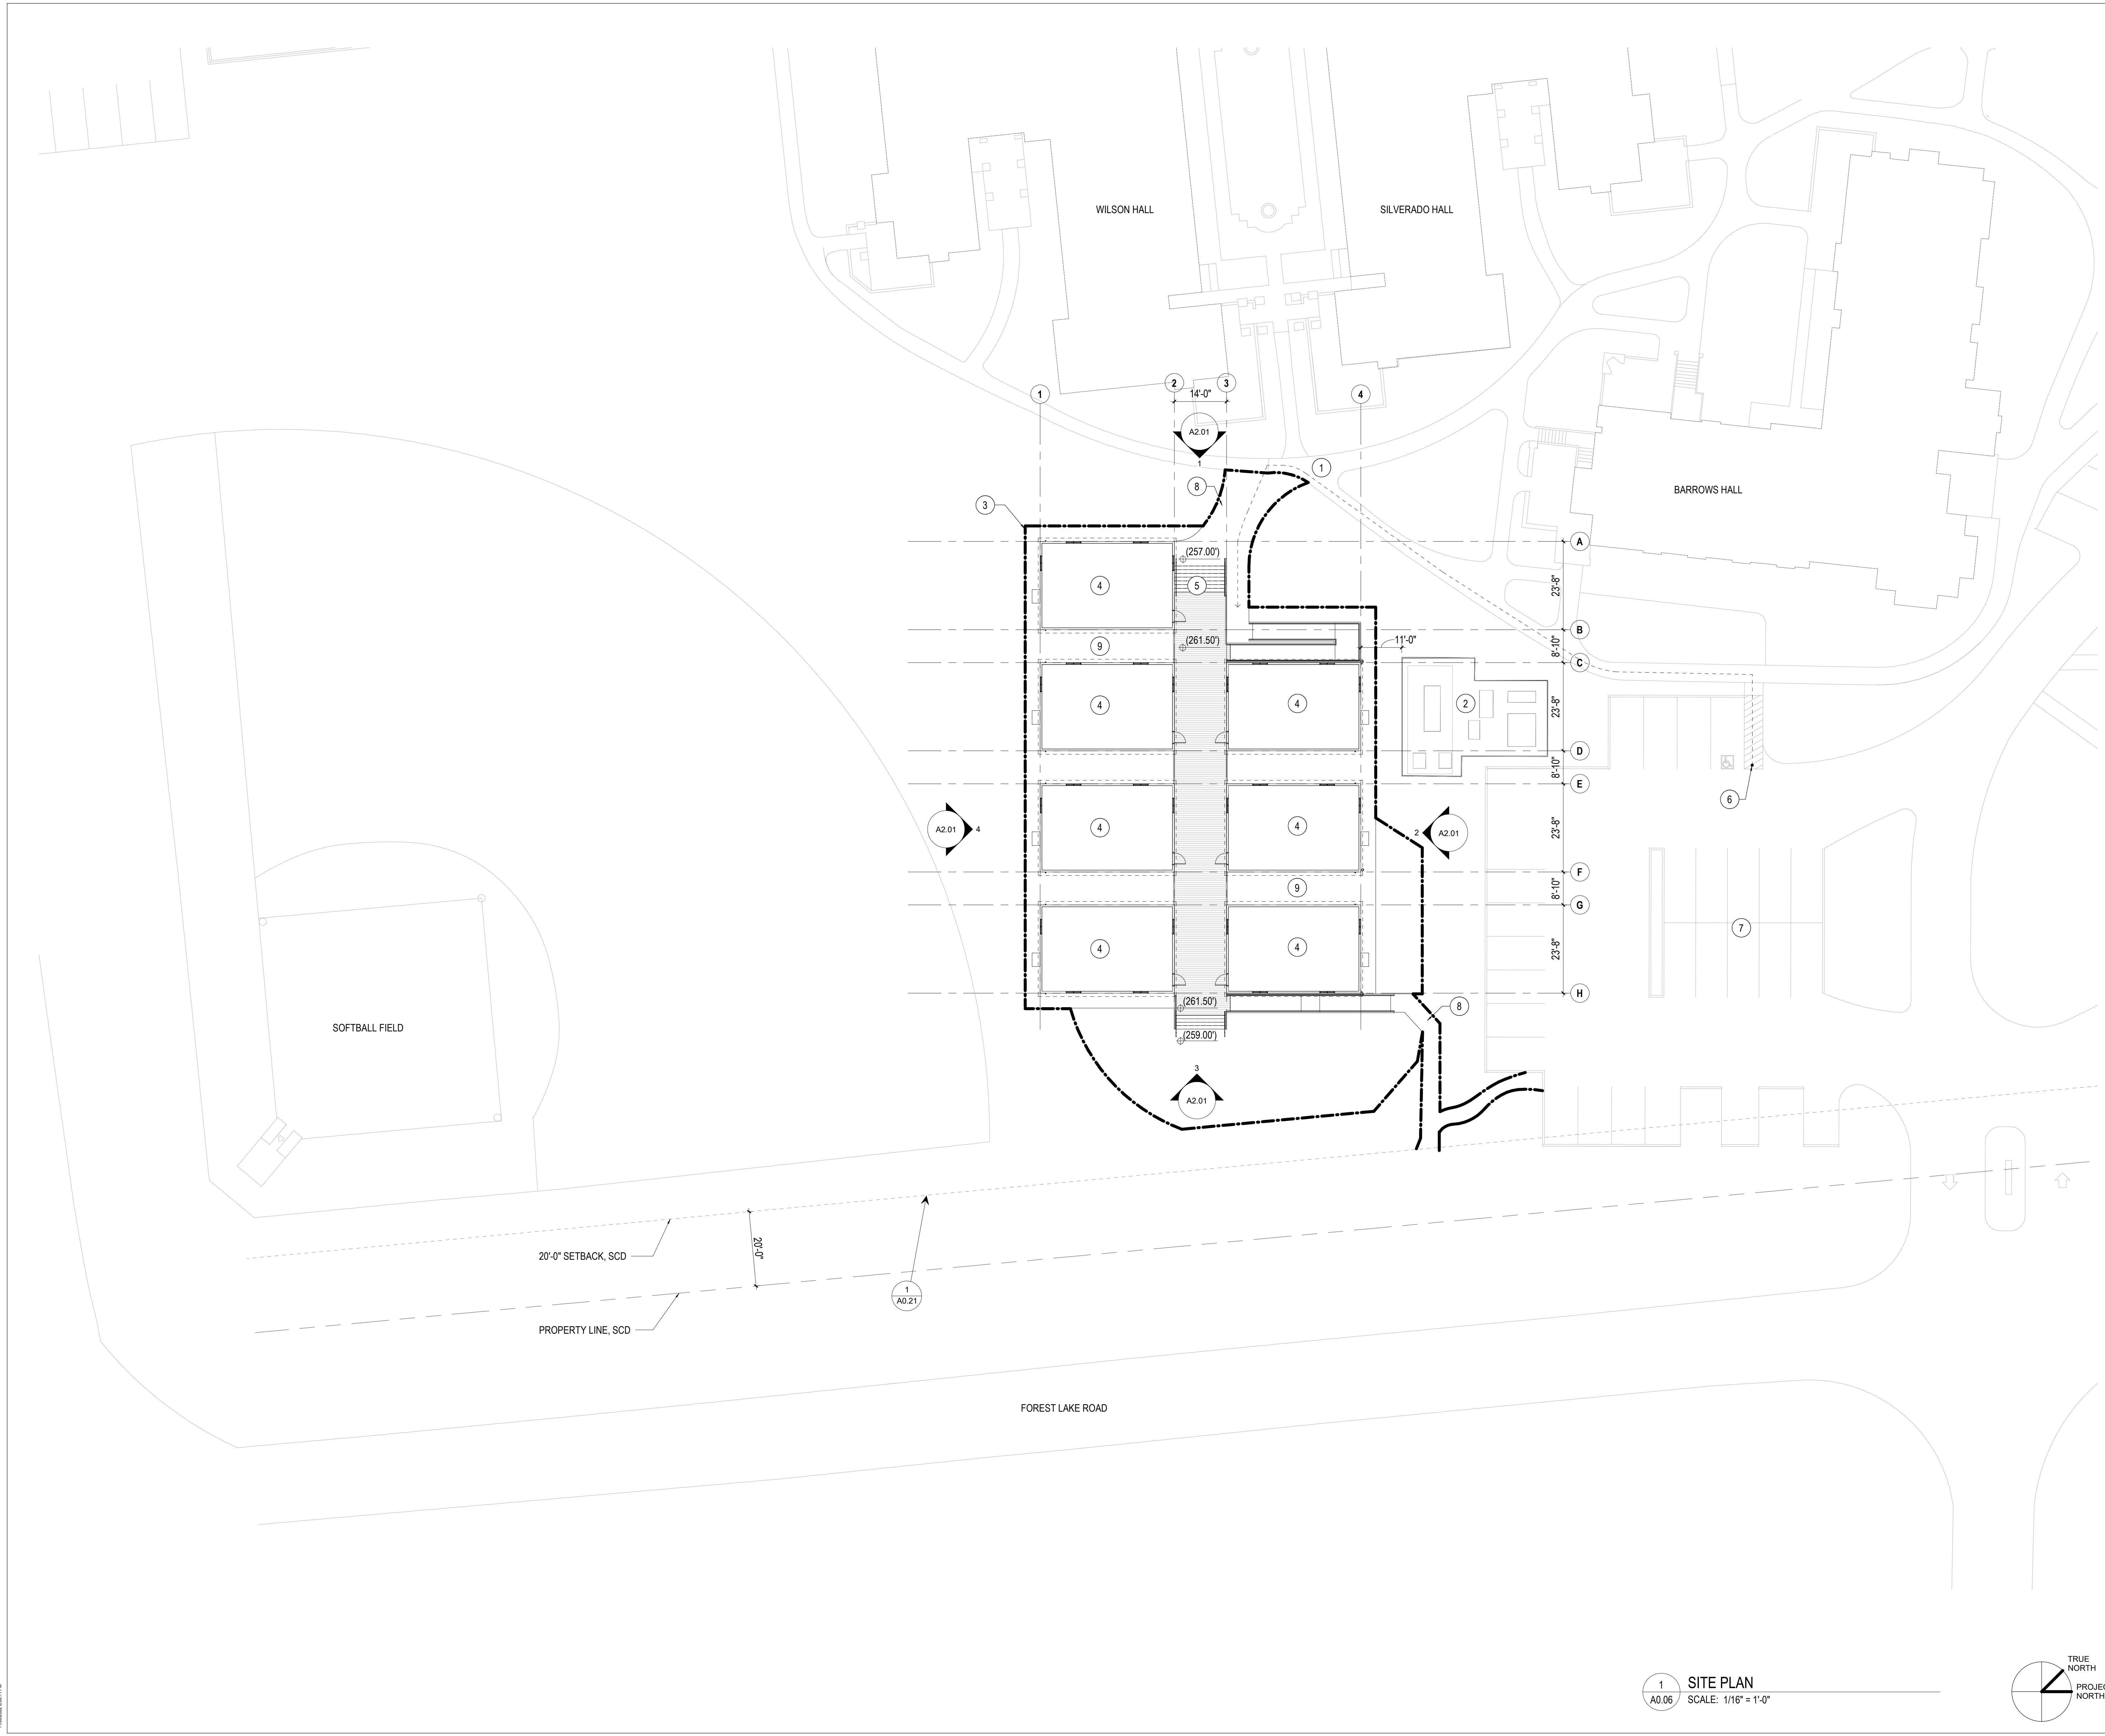 WILSON HALL
SILVERADO HALL
1
2
3
4
14'-0"
A2.01
1
1
8
3
BARROWS HALL
A
(257.00')
4
5
23'-8"
B
9
(261.50')
11'-0"
8'-10"
C
4
4
2
23'-8"
D
8'-10"
E
6
A2.01
4
4
4
2
A2.01
23'-8"
F
9
8'-10"
G
4
4
23'-8"
7
H
(261.50')
8
SOFTBALL FIELD
(259.00')
3
A2.01
20'-0" SETBACK, SCD
20'-0"
1
A0.21
PROPERTY LINE, SCD
FOREST LAKE ROAD
1
A0.06
SITE PLAN
SCALE: 1/16" = 1'-0"
TRUE
NORTH
PROJEC
NORTH